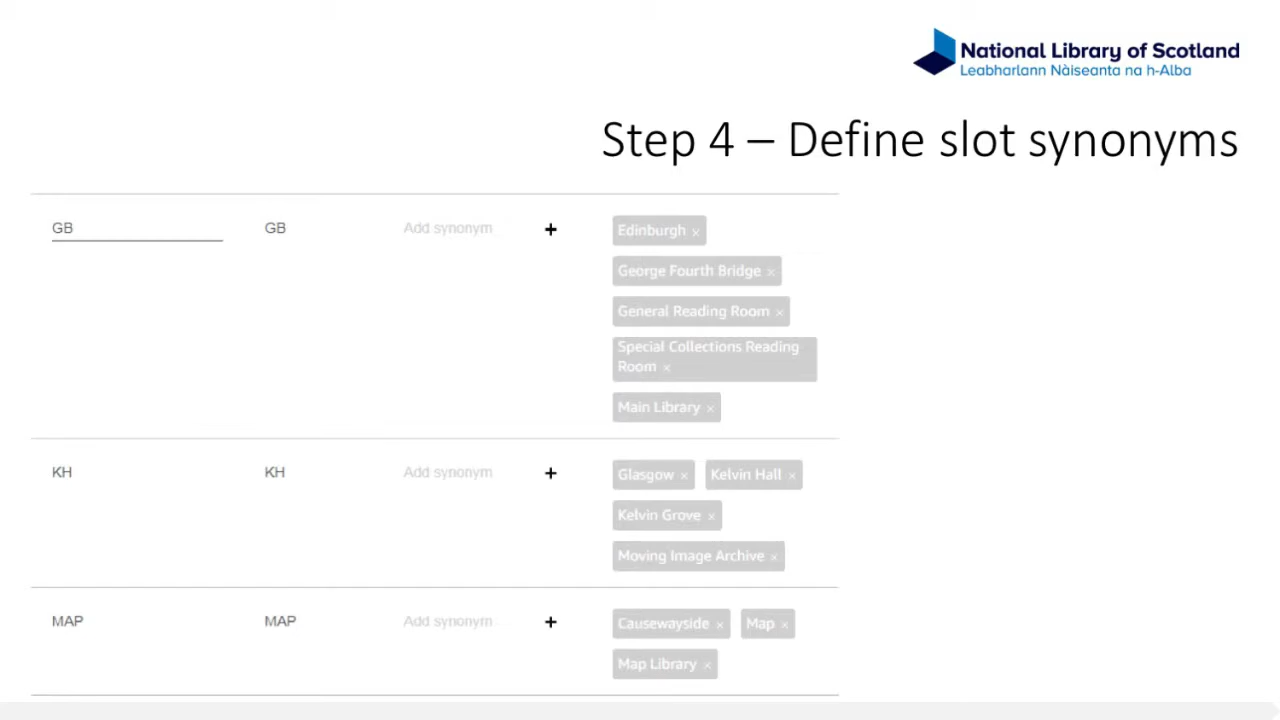 National Library of Scotland
Leabharlann Nàiseanta na h-Alba
Step 4 – Define slot synonyms
GB GB Add synonym + Edinburgh ×
George Fourth Bridge ×
General Reading Room ×
Special Collections Reading
Room ×
Main Library ×
KH KH Add synonym + Glasgow × Kelvin Hall ×
Kelvin Grove ×
Moving Image Archive ×
MAP MAP Add synonym + Causewayside × Map ×
Map Library ×